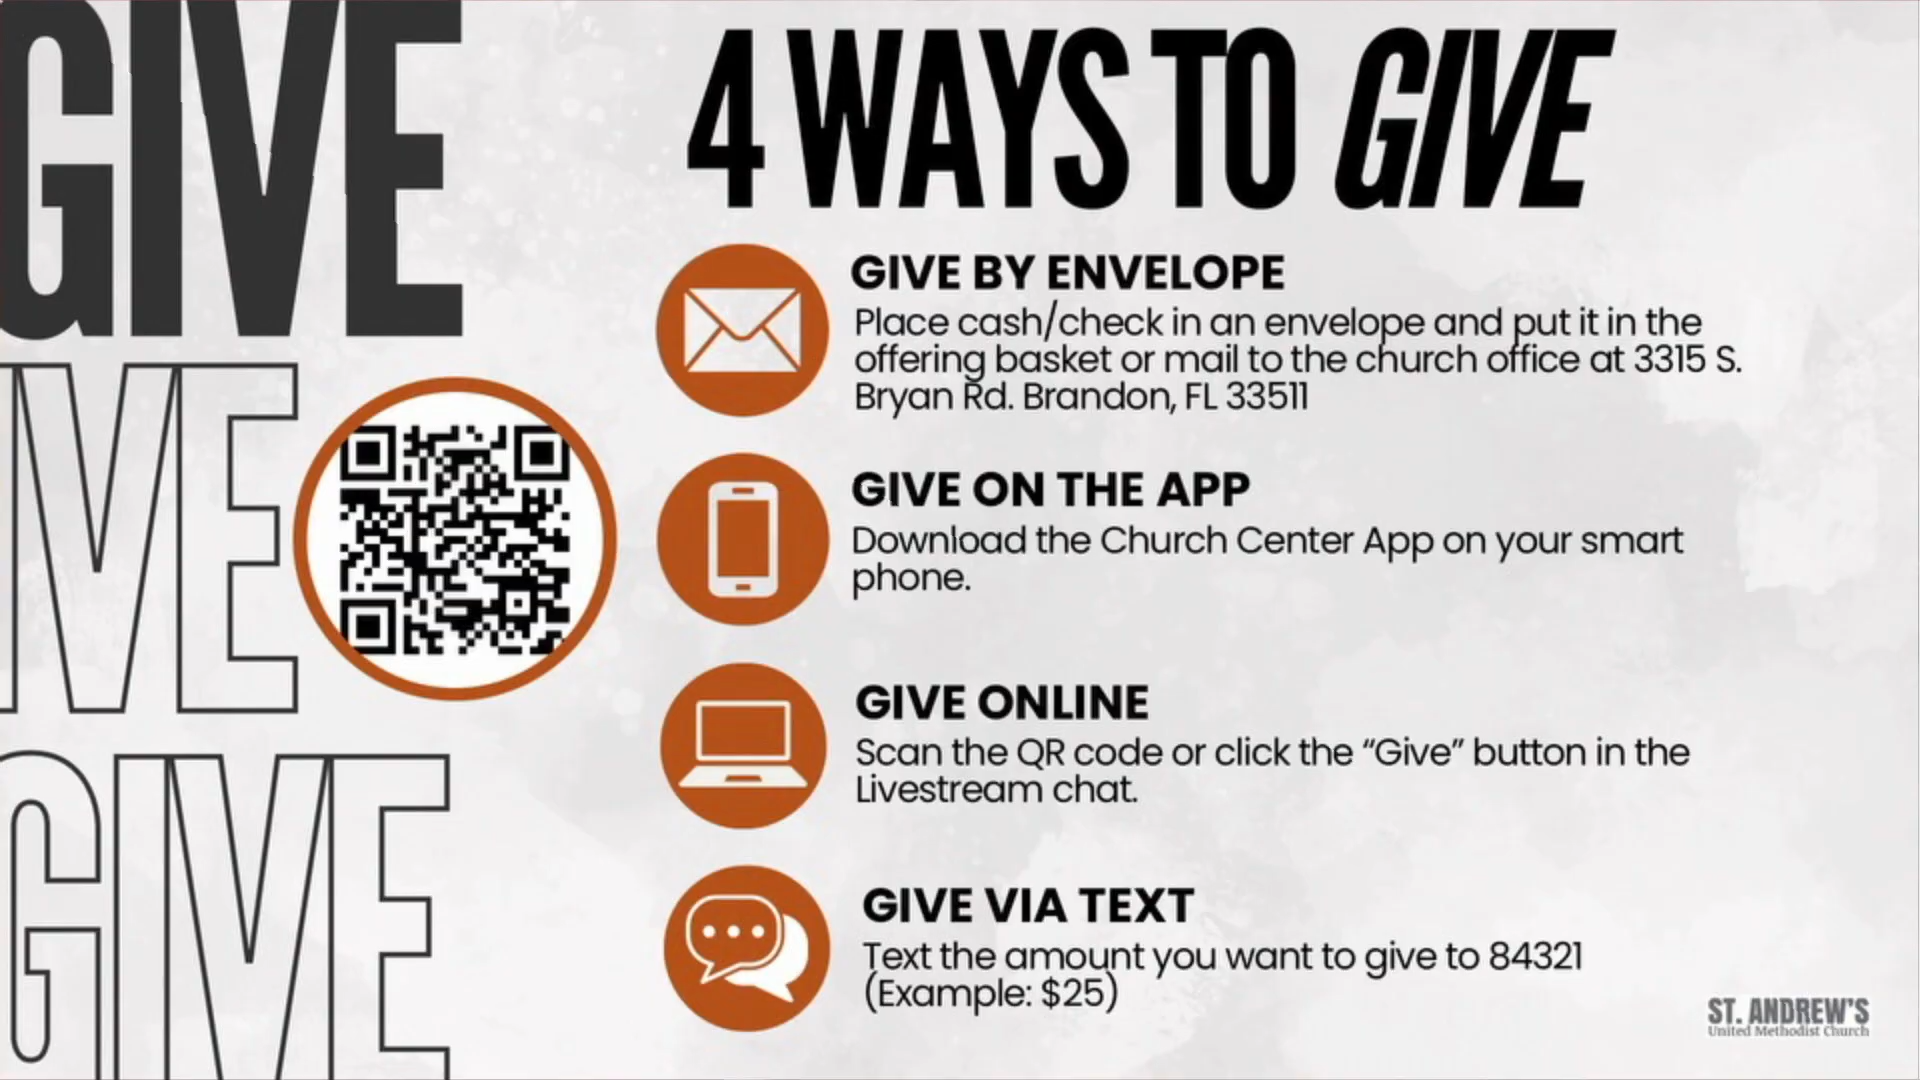 GIVE
IVE
GIVE
4 WAYS TO GIVE
GIVE BY ENVELOPE
Place cash/check in an envelope and put it in the
offering basket or mail to the church office at 3315 S.
Bryan Rd. Brandon, FL 33511
GIVE ON THE APP
Download the Church Center App on your smart
phone.
GIVE ONLINE
Scan the QR code or click the “Give” button in the
Livestream chat.
GIVE VIA TEXT
Text the amount you want to give to 84321
(Example: $25)
ST. ANDREW'S
United Methodist Church